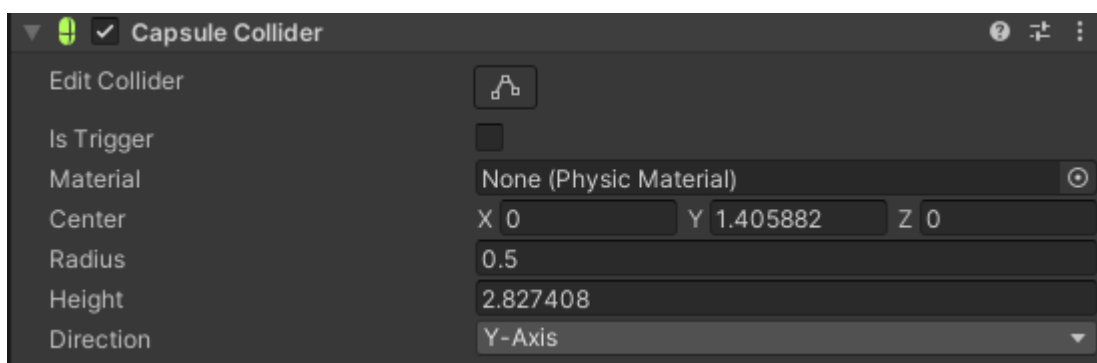 Capsule Collider
Edit Collider
Is Trigger
Material None (Physic Material)
Center X 0 Y 1.405882 Z 0
Radius 0.5
Height 2.827408
Direction Y-Axis